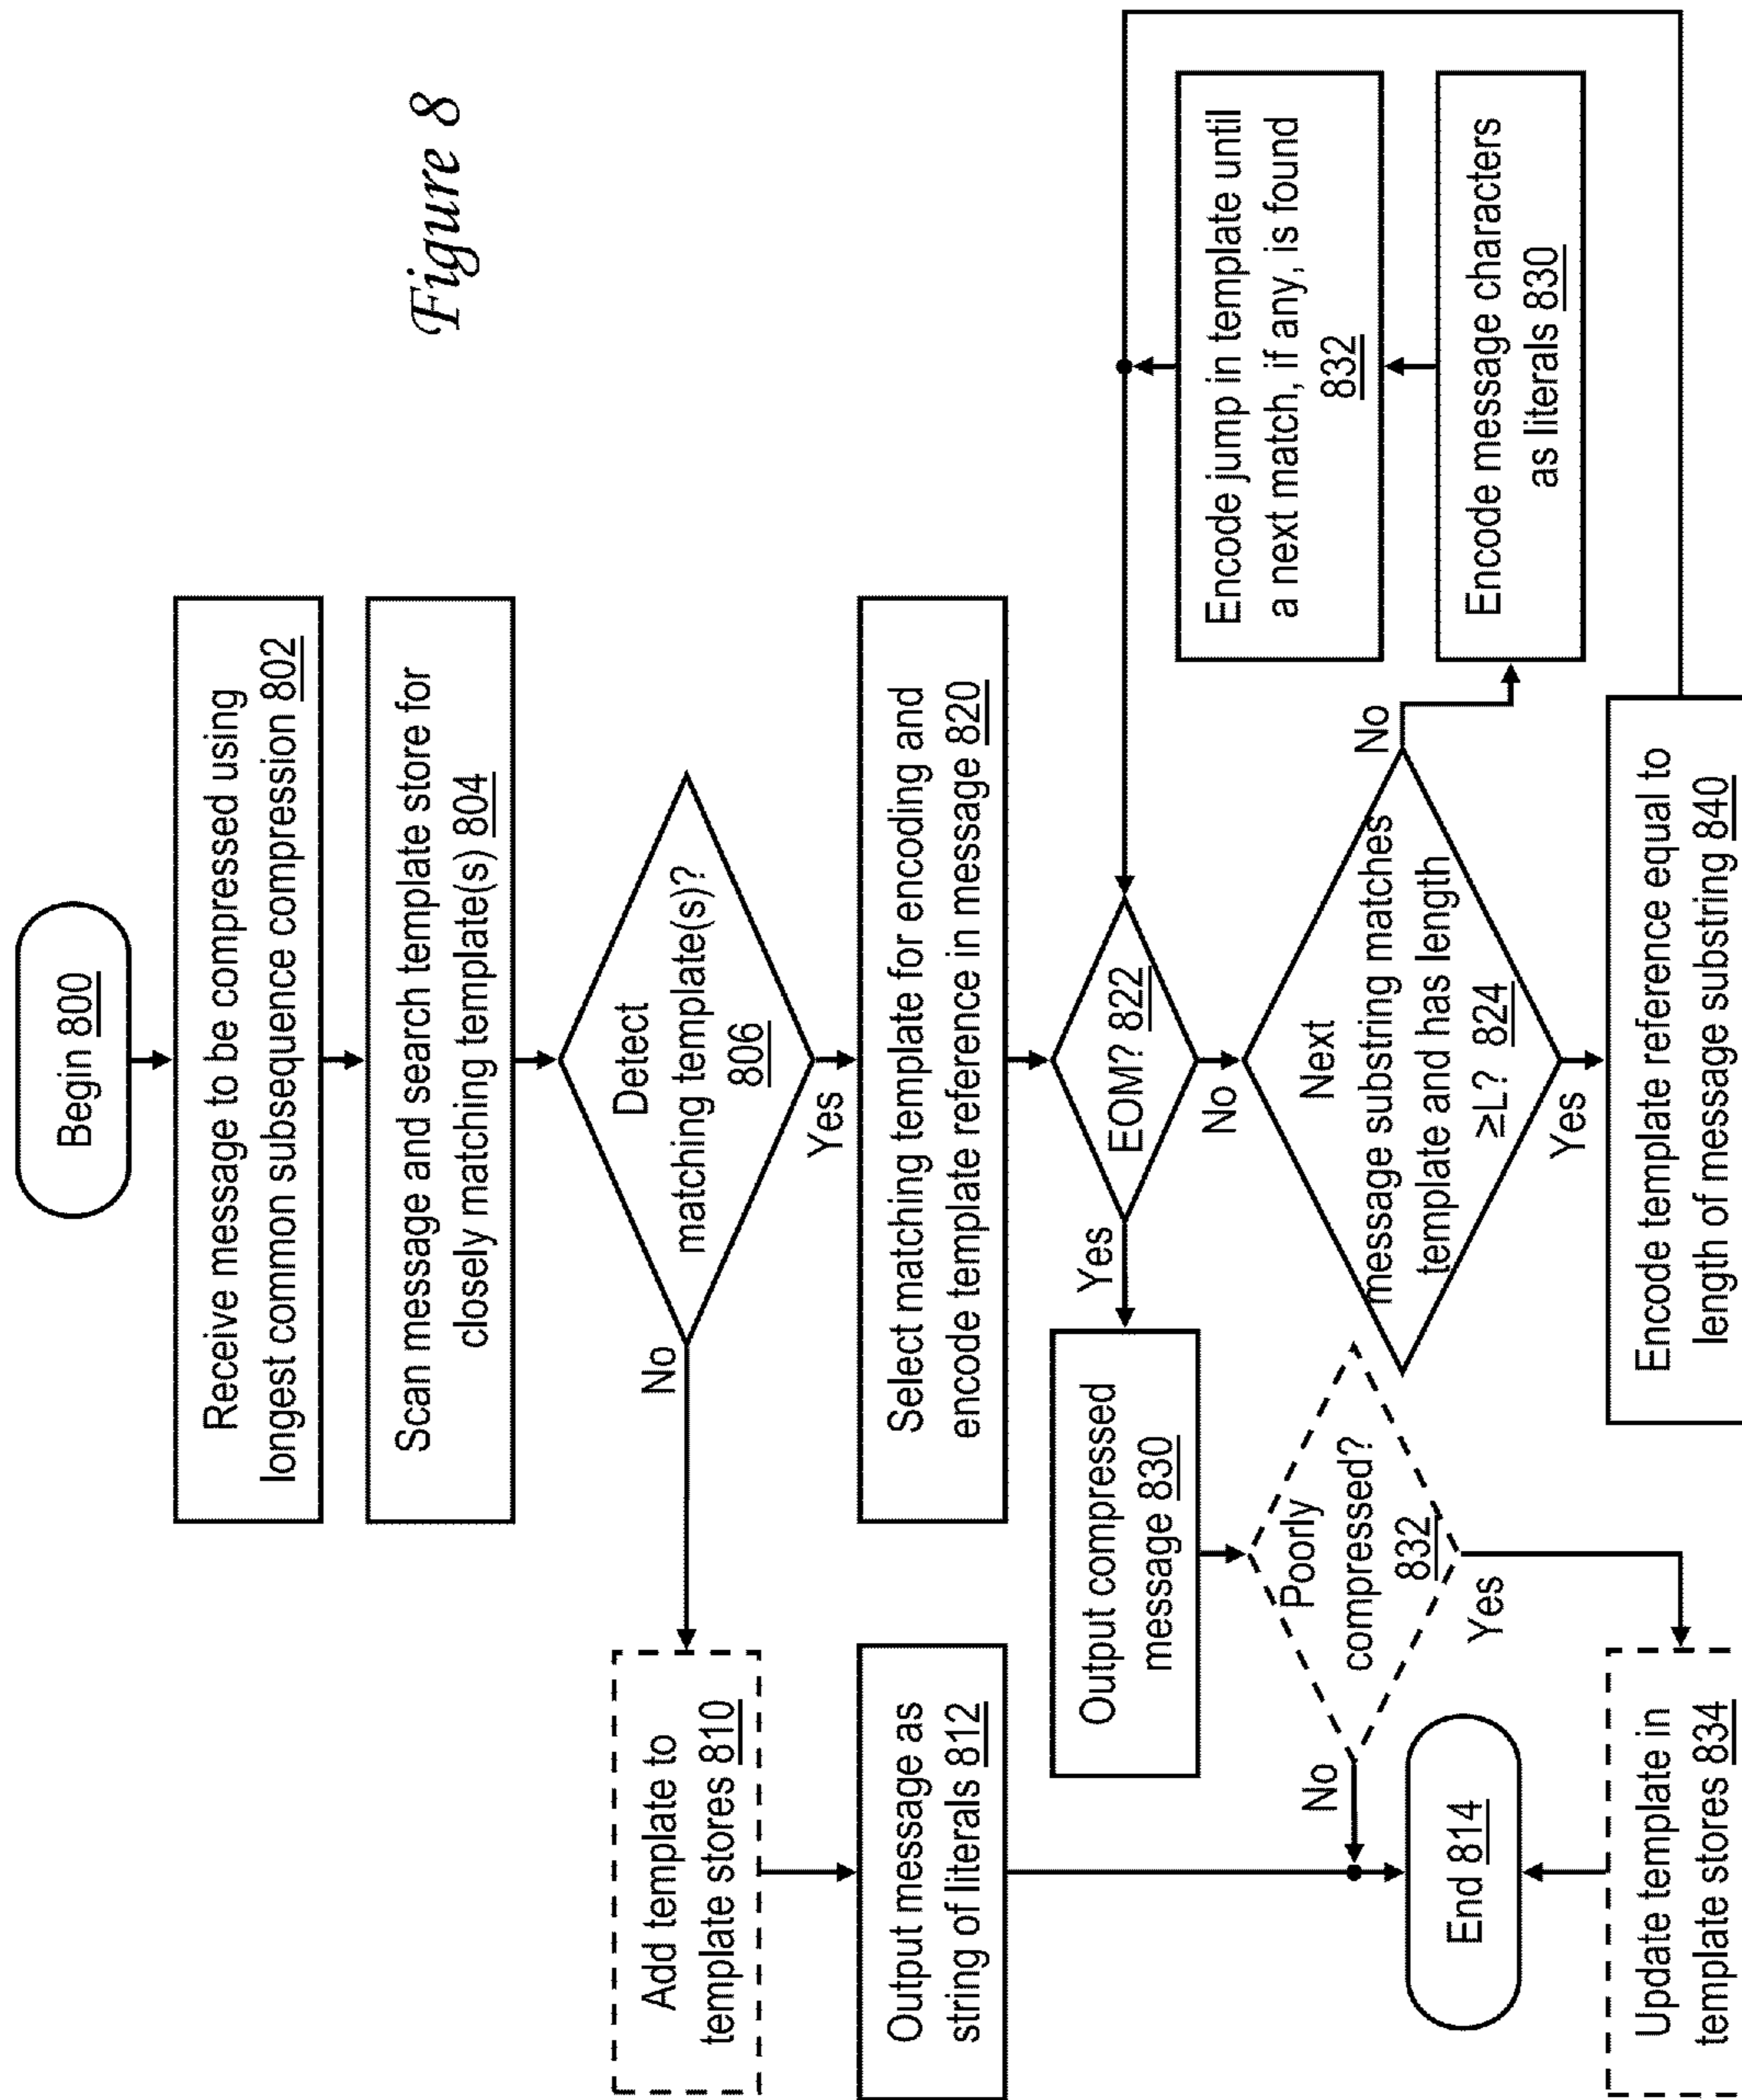 Begin 800
Receive message to be compressed using
longest common subsequence compression 802
Scan message and search template store for
closely matching template(s) 804
Detect
matching template(s)?
806
No
Yes
Add template to
template stores 810
Output message as
string of literals 812
Select matching template for encoding and
encode template reference in message 820
EOM? 822
Yes
No
Output compressed
message 830
Poorly
compressed?
832
No
Yes
End 814
Update template in
template stores 834
Next
message substring matches
template and has length
≥L? 824
No
Yes
Encode jump in template until
a next match, if any, is found
832
Encode message characters
as literals 830
Encode template reference equal to
length of message substring 840
Figure 8